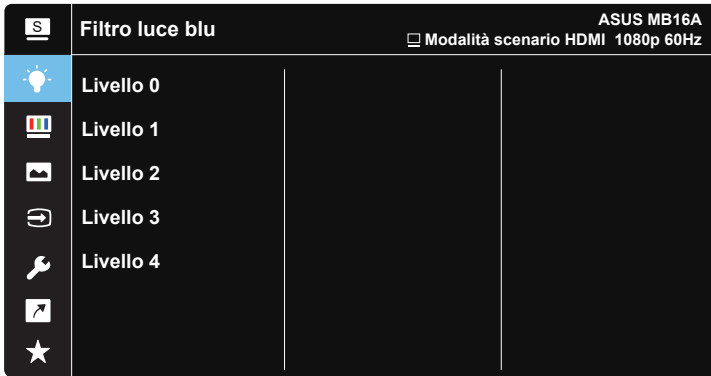 S
Filtro luce blu
ASUS MB16A
Modalità scenario HDMI 1080p 60Hz
Livello 0
Livello 1
Livello 2
Livello 3
Livello 4